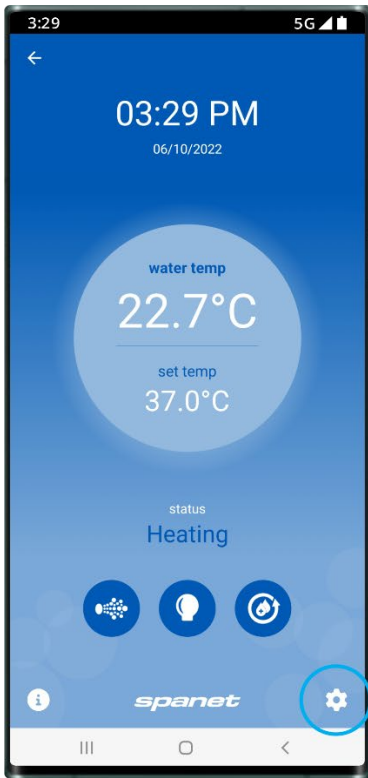 3:29 5G
03:29 PM
06/10/2022
water temp
22.7°C
set temp
37.0°C
status
Heating
i spanet